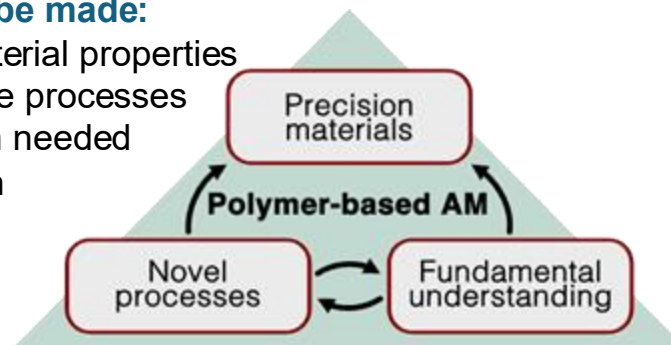 be made:
terial properties
e processes
needed
Precision
materials
Polymer-based AM
Novel
processes
Fundamental
understanding